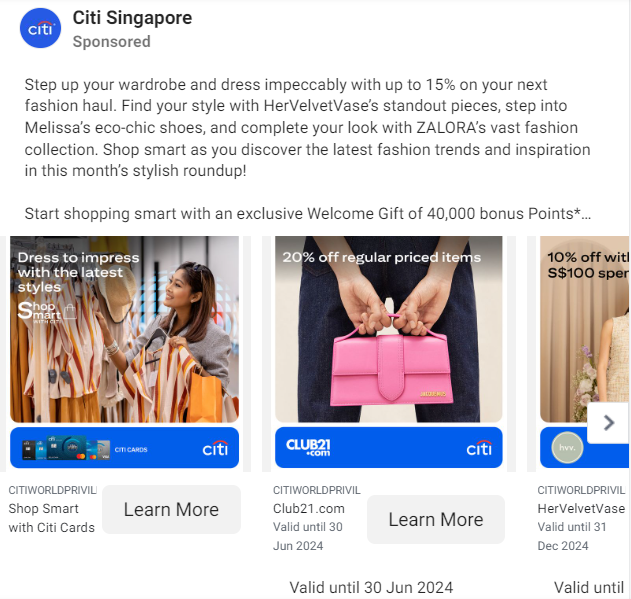 citi
Citi Singapore
Sponsored
Step up your wardrobe and dress impeccably with up to 15% on your next
fashion haul. Find your style with HerVelvetVase's standout pieces, step into
Melissa's eco-chic shoes, and complete your look with ZALORA's vast fashion
collection. Shop smart as you discover the latest fashion trends and inspiration
in this month's stylish roundup!
Start shopping smart with an exclusive Welcome Gift of 40,000 bonus Points*…
Dress to impress
with the latest
styles
Shop
Smart
WITH CITI
CITI CARDS
citi
CITIWORLDPRIVIL
Shop Smart
with Citi Cards
Learn More
20% off regular priced items
CLUB21
.com
citi
CITIWORLDPRIVIL
Club21.com
Valid until 30
Jun 2024
Learn More
Valid until 30 Jun 2024
10% off with
S$100 spen
hvv.
CITIWORLDPRIVIL
HerVelvetVase
Valid until 31
Dec 2024
Valid until